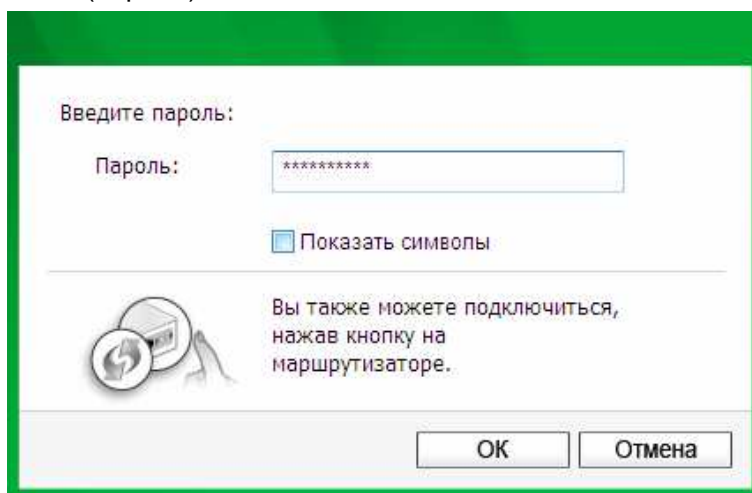 Введите пароль:
Пароль:
**********
Показать символы
Вы также можете подключиться,
нажав кнопку на
маршрутизаторе.
ОК
Отмена